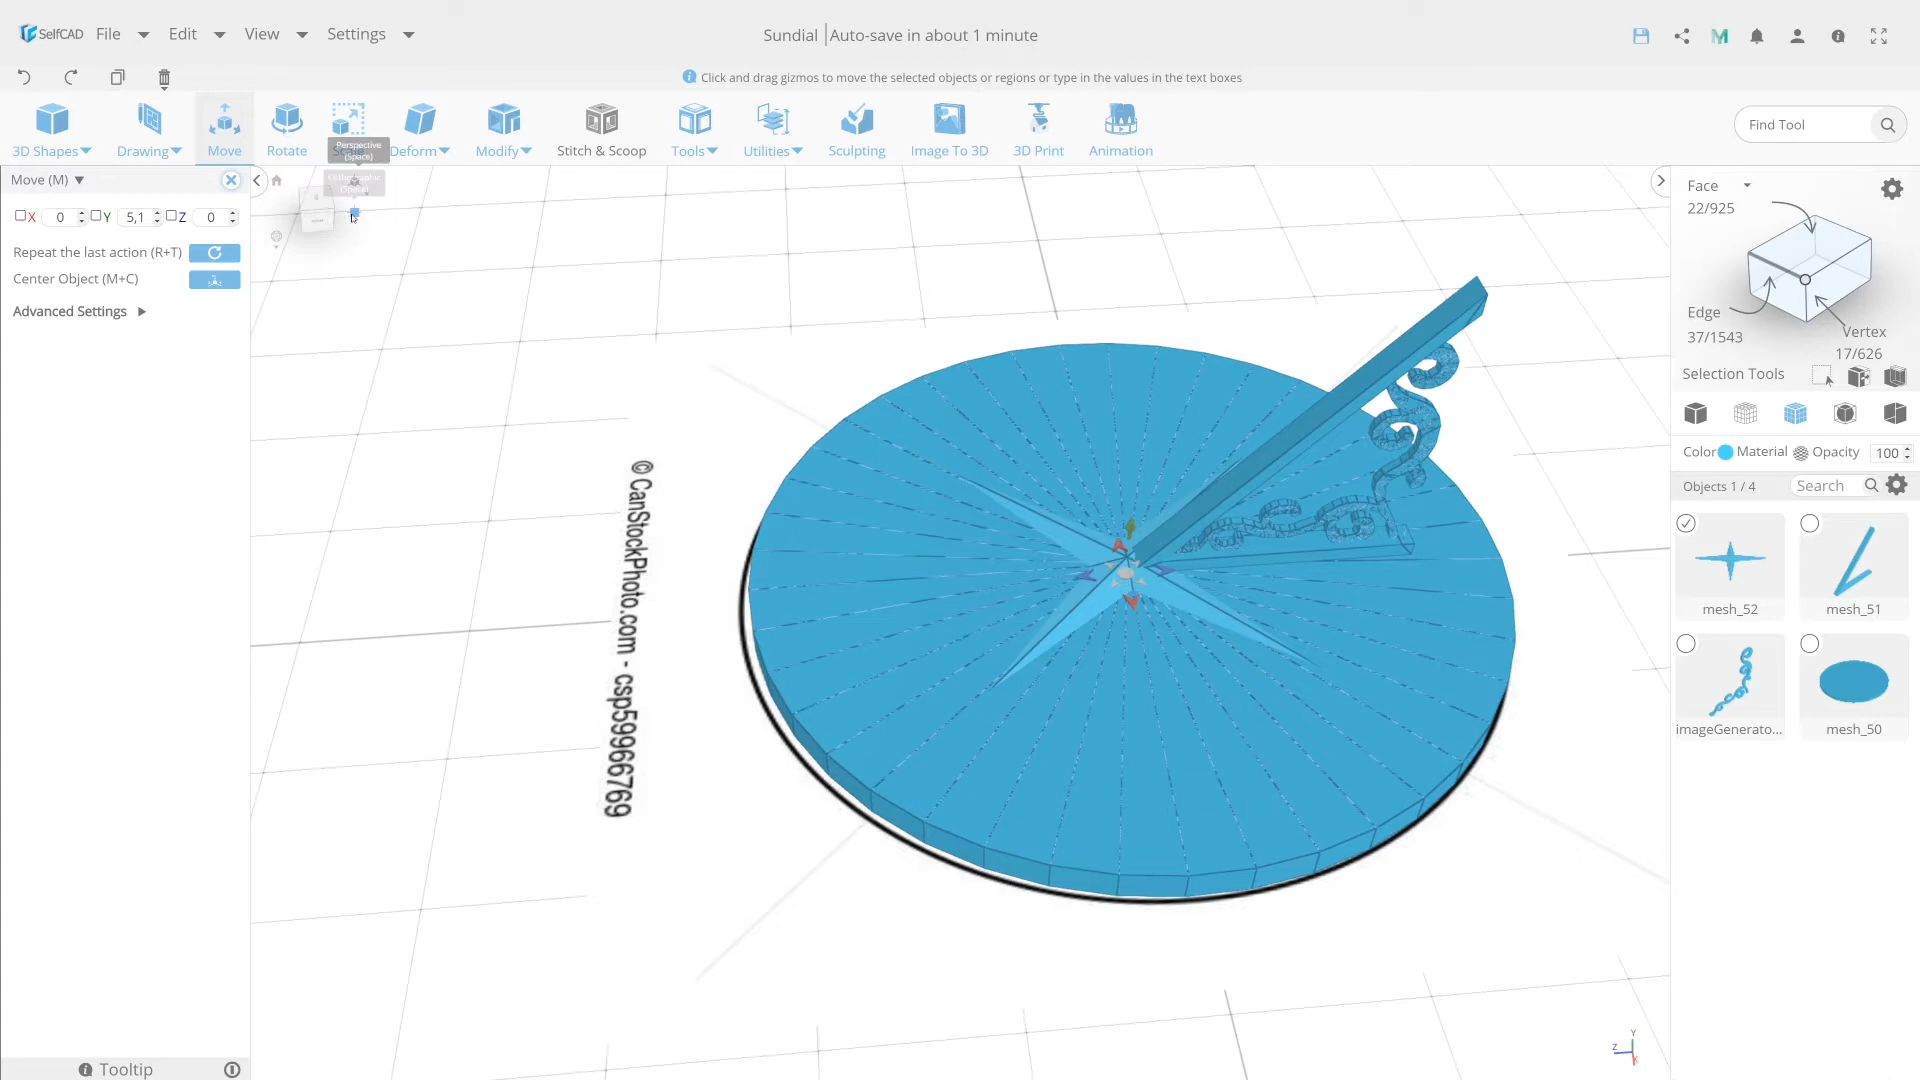 SelfCAD File Edit View Settings Sundial Auto-save in about 1 minute
Click and drag gizmos to move the selected objects or regions or type in the values in the text boxes
3D Shapes Drawing Move Rotate Deform Modify Stitch & Scoop Tools Utilities Sculpting Image To 3D 3D Print Animation Find Tool
Perspective
(Space)
Move (M)
X 0 Y 5,1 Z 0
Repeat the last action (R+T)
Center Object (M+C)
Advanced Settings
© CanStockPhoto.com - csp59966769
Face
22/925
Edge
37/1543
Vertex
17/626
Selection Tools
Color Material Opacity 100
Objects 1 / 4 Search
mesh_52 mesh_51
imageGenerato... mesh_50
Y
Z
X
Tooltip